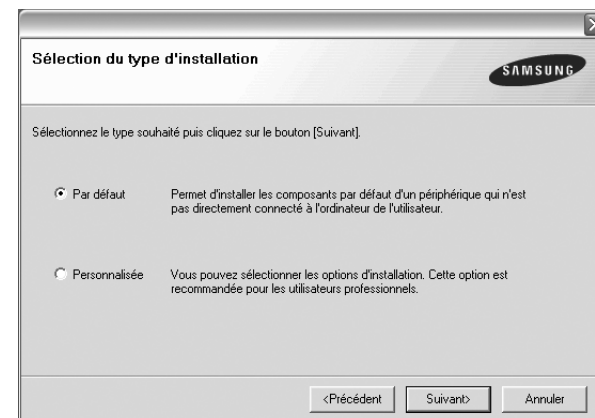 Sélection du type d'installation
SAMSUNG
Sélectionnez le type souhaité puis cliquez sur le bouton [Suivant].
Par défaut
Permet d'installer les composants par défaut d'un périphérique qui n'est
pas directement connecté à l'ordinateur de l'utilisateur.
Personnalisée
Vous pouvez sélectionner les options d'installation. Cette option est
recommandée pour les utilisateurs professionnels.
<Précédent
Suivant>
Annuler